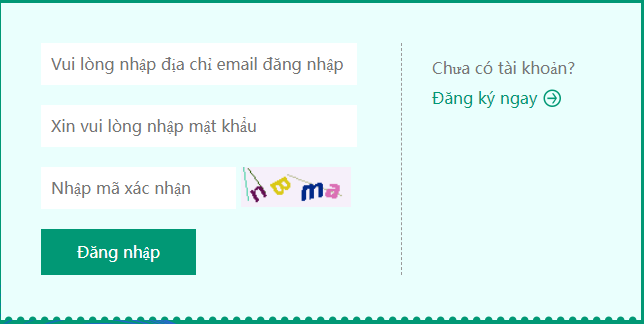 Vui lòng nhập địa chỉ email đăng nhập
Xin vui lòng nhập mật khẩu
Nhập mã xác nhận
nBma
Đăng nhập
Chưa có tài khoản?
Đăng ký ngay